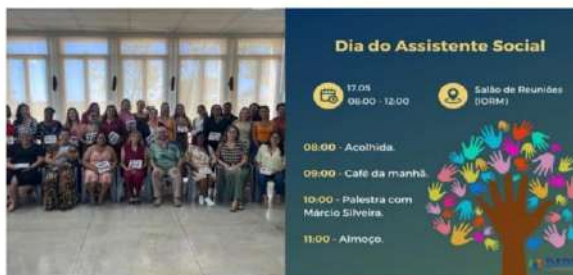 Dia do Assistente Social
17.05
08:00 - 12:00
Salão de Reuniões
(IORM)
08:00 - Acolhida.
09:00 - Café da manhã.
10:00 - Palestra com
Márcio Silveira.
11:00 - Almoço.